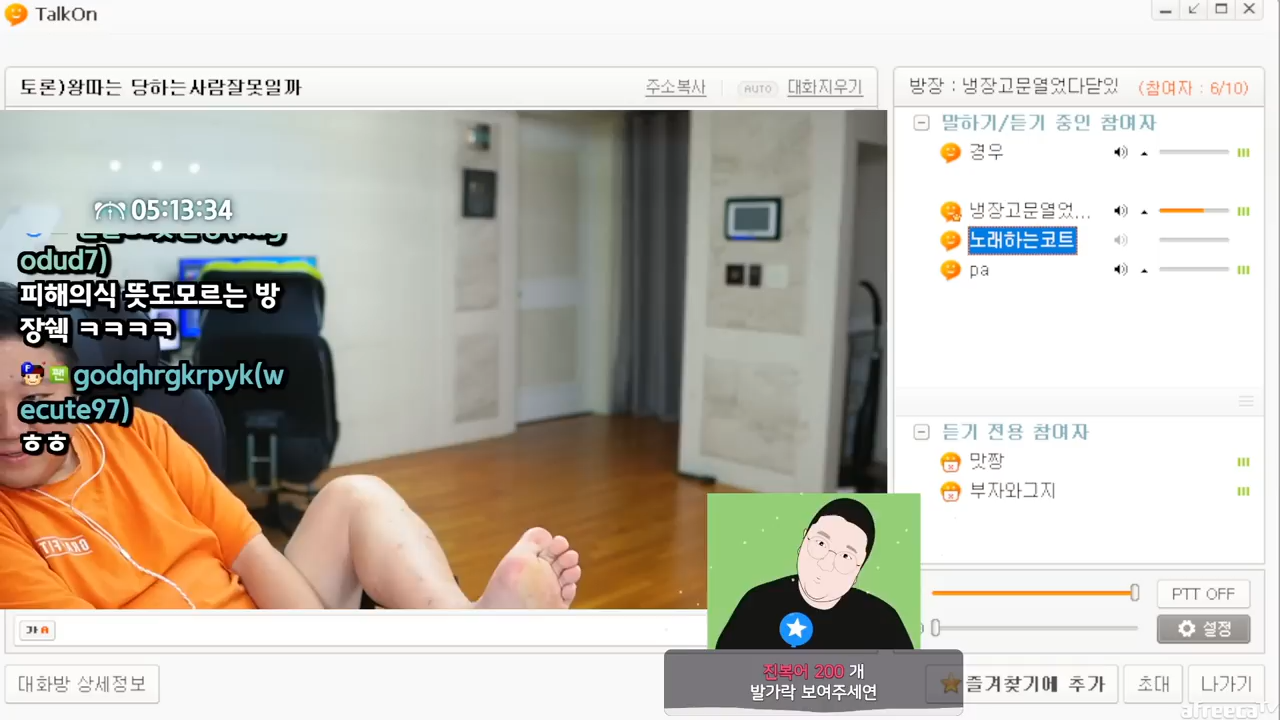 TalkOn
토론)왕따는 당하는사람잘못일까
주소복사
AUTO
대화지우기
방장 : 냉장고문열었다닫있
(참여자 : 6/10)
말하기/듣기 중인 참여자
경우
냉장고문열었...
노래하는코트
pa
05:13:34
odud7)
피해의식 뜻도모르는 방
장쉑 ㅋㅋㅋㅋ
팬 godqhrgkrpyk(w
ecute97)
ㅎㅎ
듣기 전용 참여자
맛짱
부자와그지
PTT OFF
설정
가A
진복어 200 개
발가락 보여주세연
대화방 상세정보
즐겨찾기에 추가
초대
나가기
afreecaTV